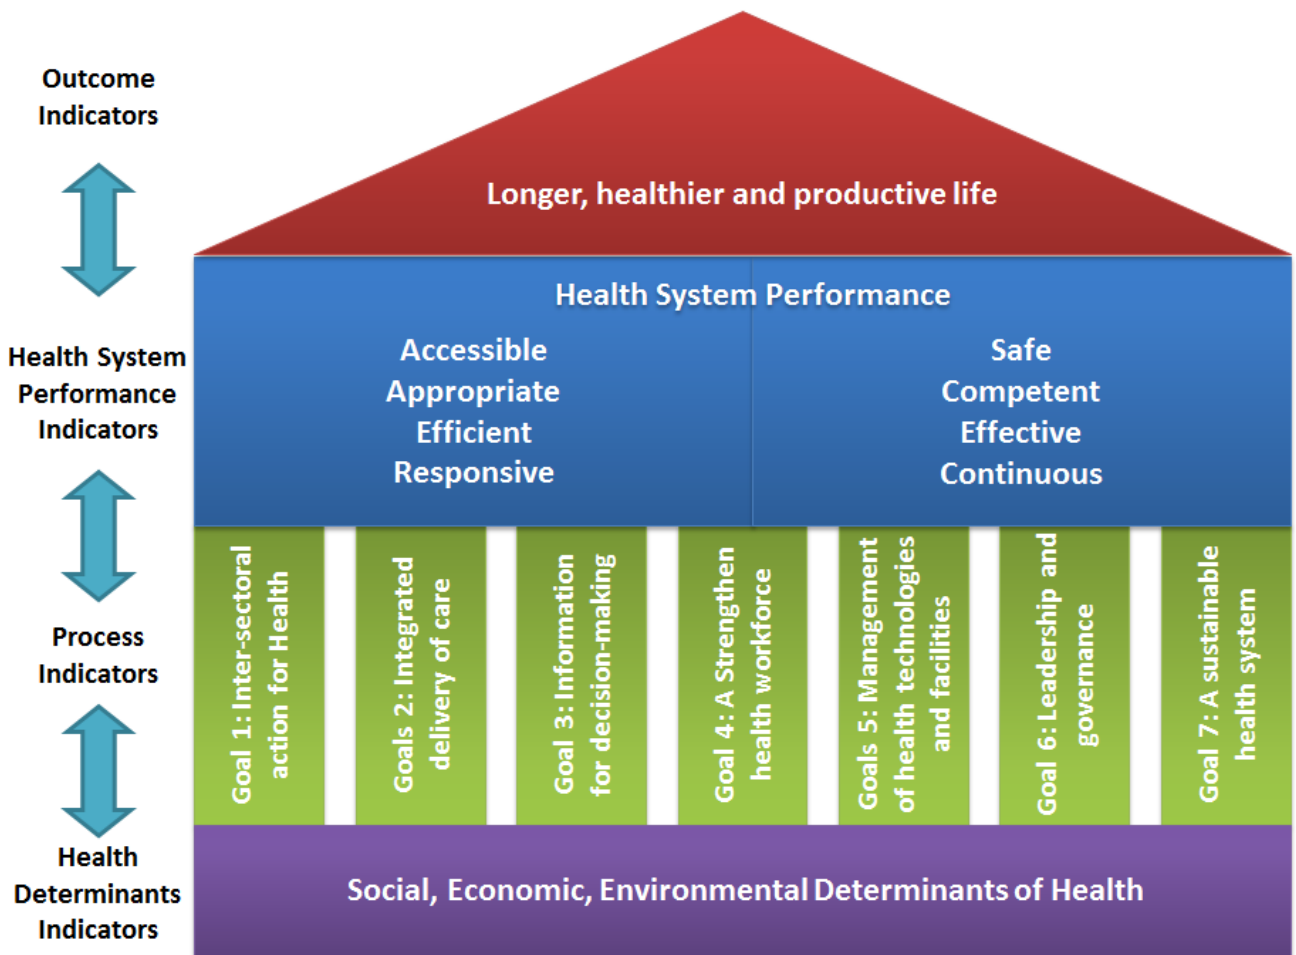 Outcome
Indicators
Longer, healthier and productive life
Health System Performance
Health System
Performance
Indicators
Accessible
Appropriate
Efficient
Responsive
Safe
Competent
Effective
Continuous
Process
Indicators
Goal 1: Inter-sectoral
action for Health
Goals 2: Integrated
delivery of care
Goal 3: Information
for decision-making
Goal 4: A Strengthen
health workforce
Goals 5: Management
of health technologies
and facilities
Goal 6: Leadership and
governance
Goal 7: A sustainable
health system
Health
Determinants
Indicators
Social, Economic, Environmental Determinants of Health